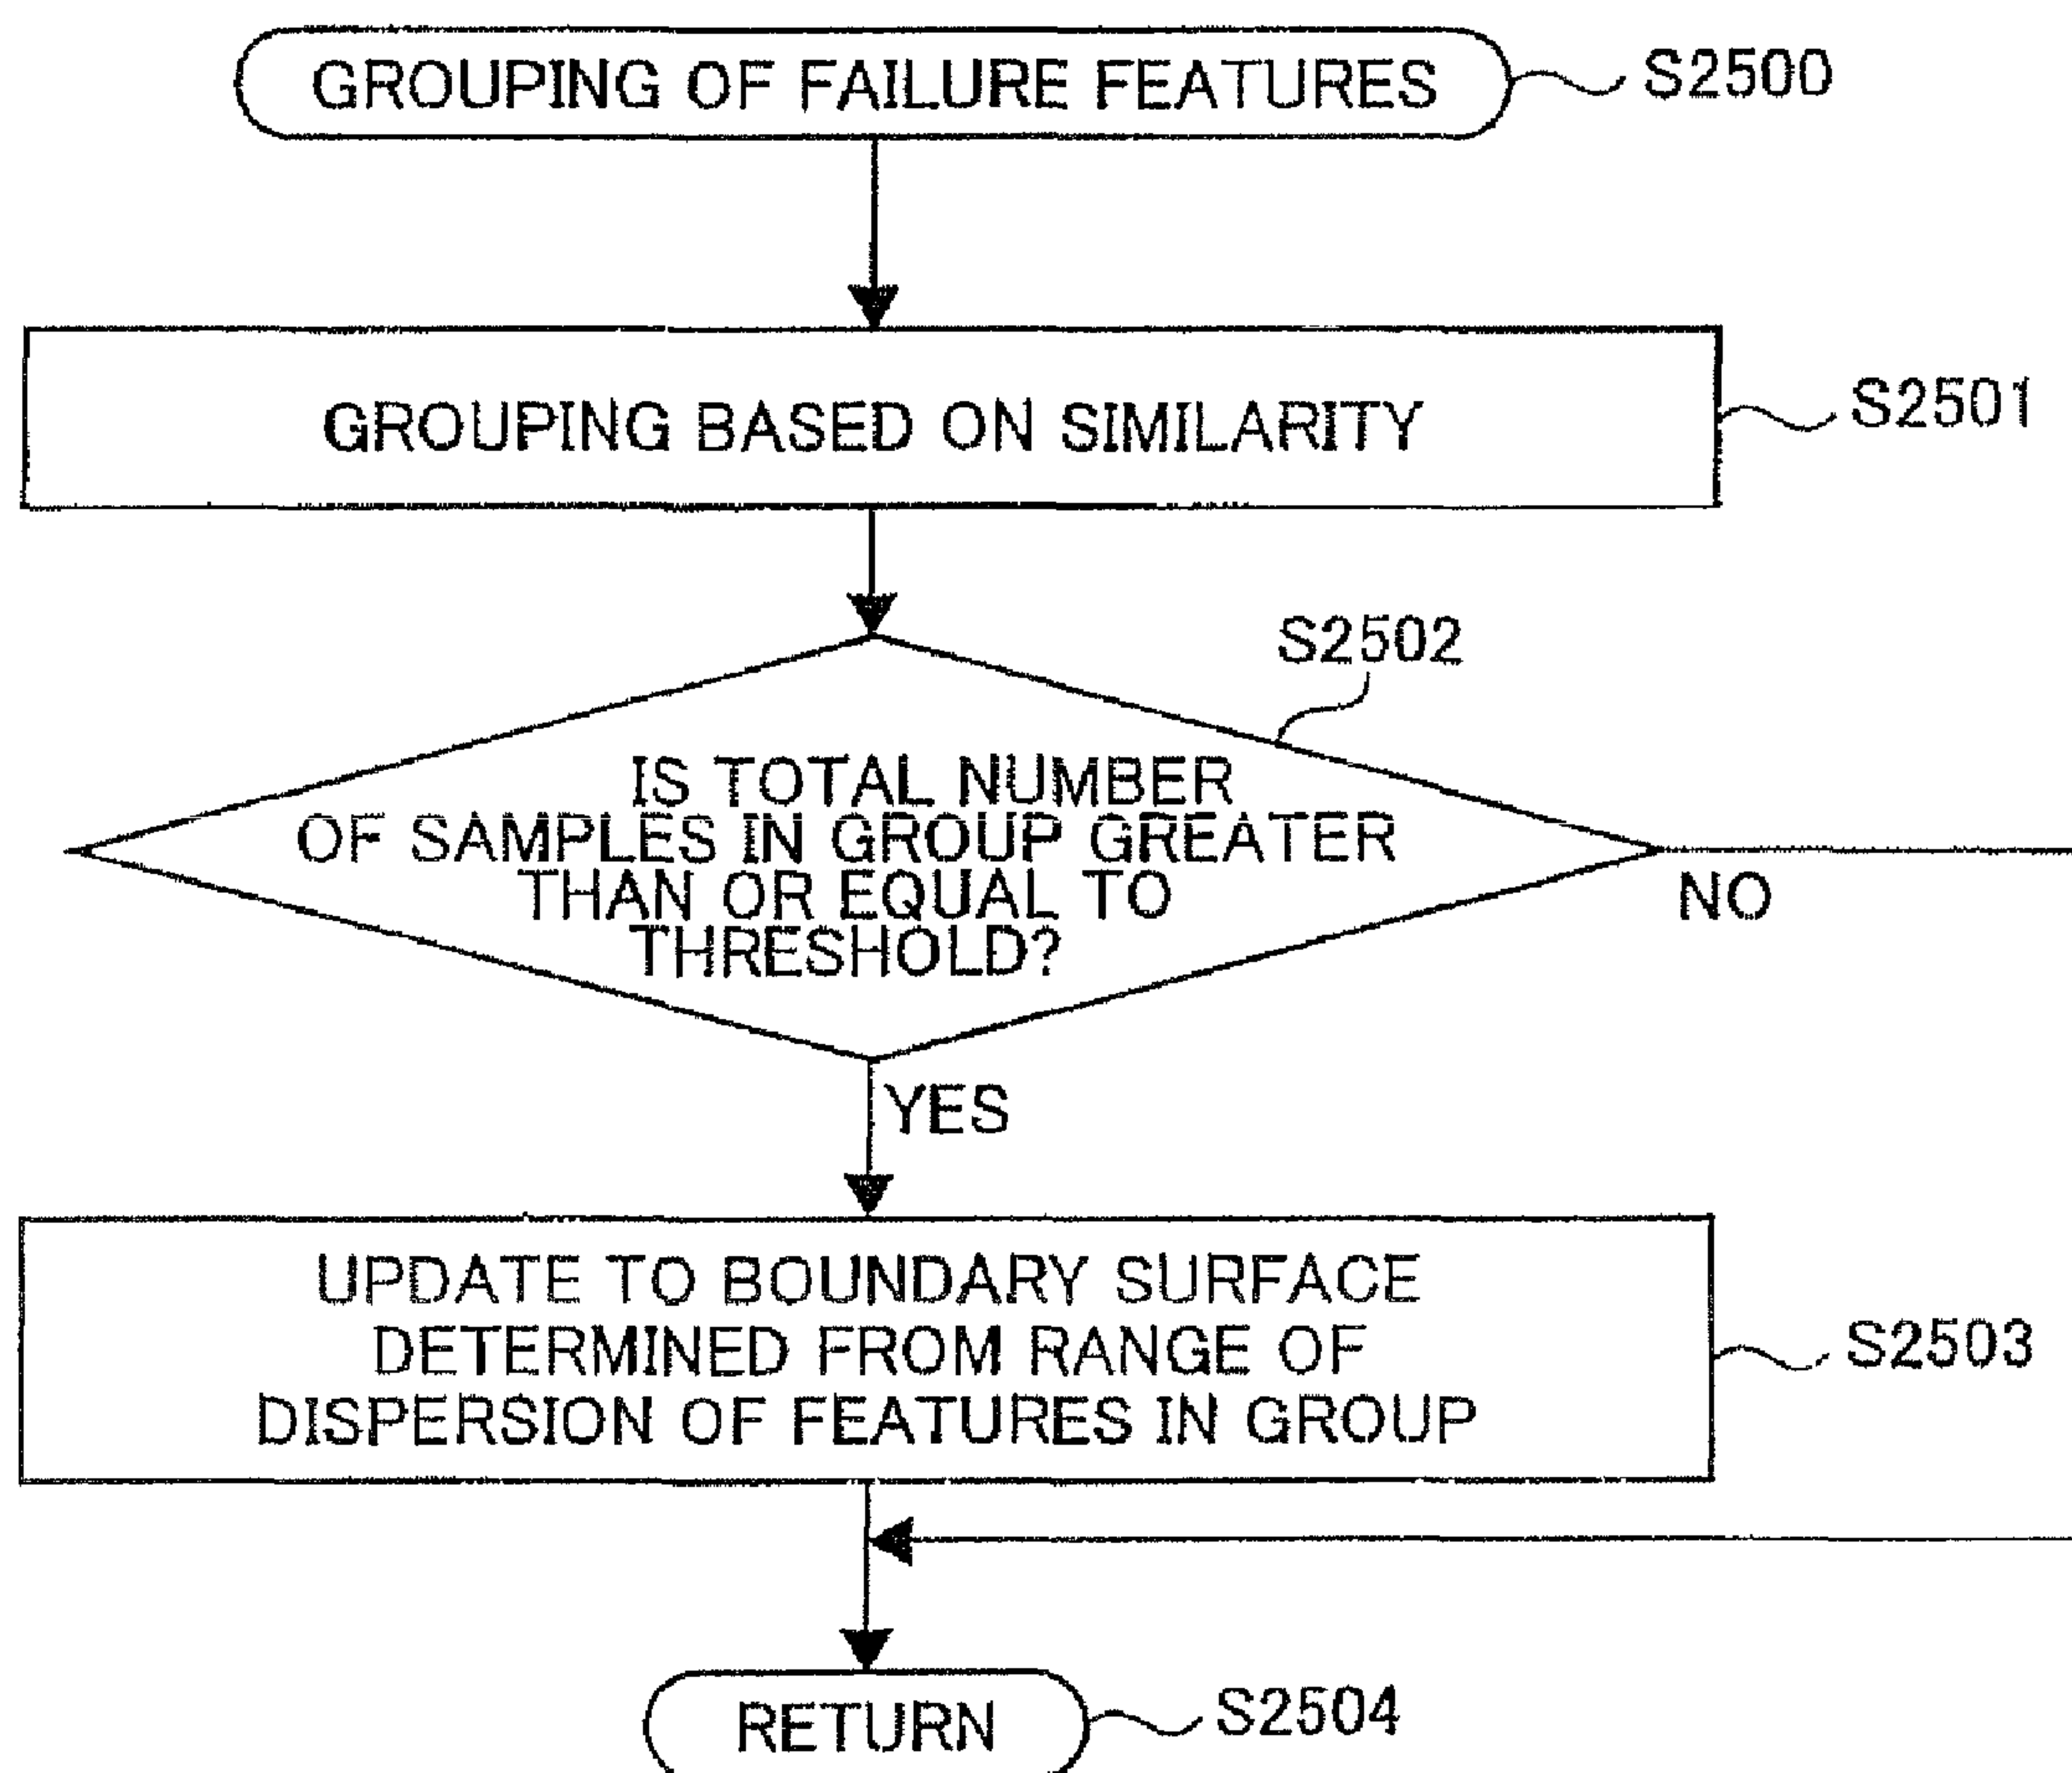 GROUPING OF FAILURE FEATURES
S2500
GROUPING BASED ON SIMILARITY
S2501
S2502
IS TOTAL NUMBER
OF SAMPLES IN GROUP GREATER
THAN OR EQUAL TO
THRESHOLD?
NO
YES
UPDATE TO BOUNDARY SURFACE
DETERMINED FROM RANGE OF
DISPERSION OF FEATURES IN GROUP
S2503
RETURN
S2504